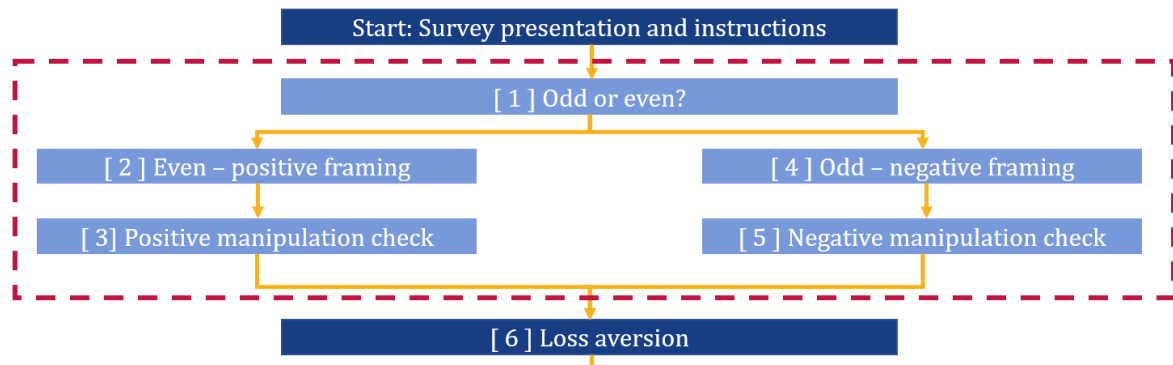 Start: Survey presentation and instructions
[ 1 ] Odd or even?
[ 2 ] Even – positive framing
[ 4 ] Odd – negative framing
[ 3] Positive manipulation check
[ 5 ] Negative manipulation check
[ 6 ] Loss aversion